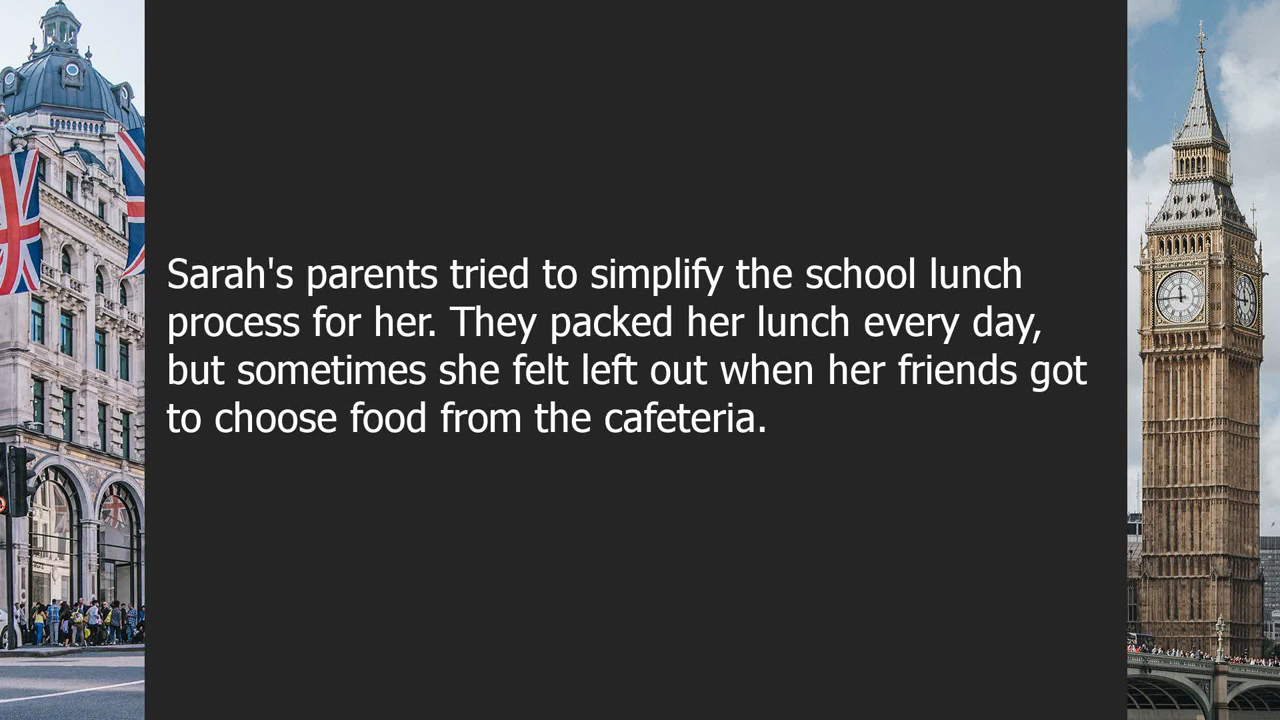 Sarah's parents tried to simplify the school lunch
process for her. They packed her lunch every day,
but sometimes she felt left out when her friends got
to choose food from the cafeteria.